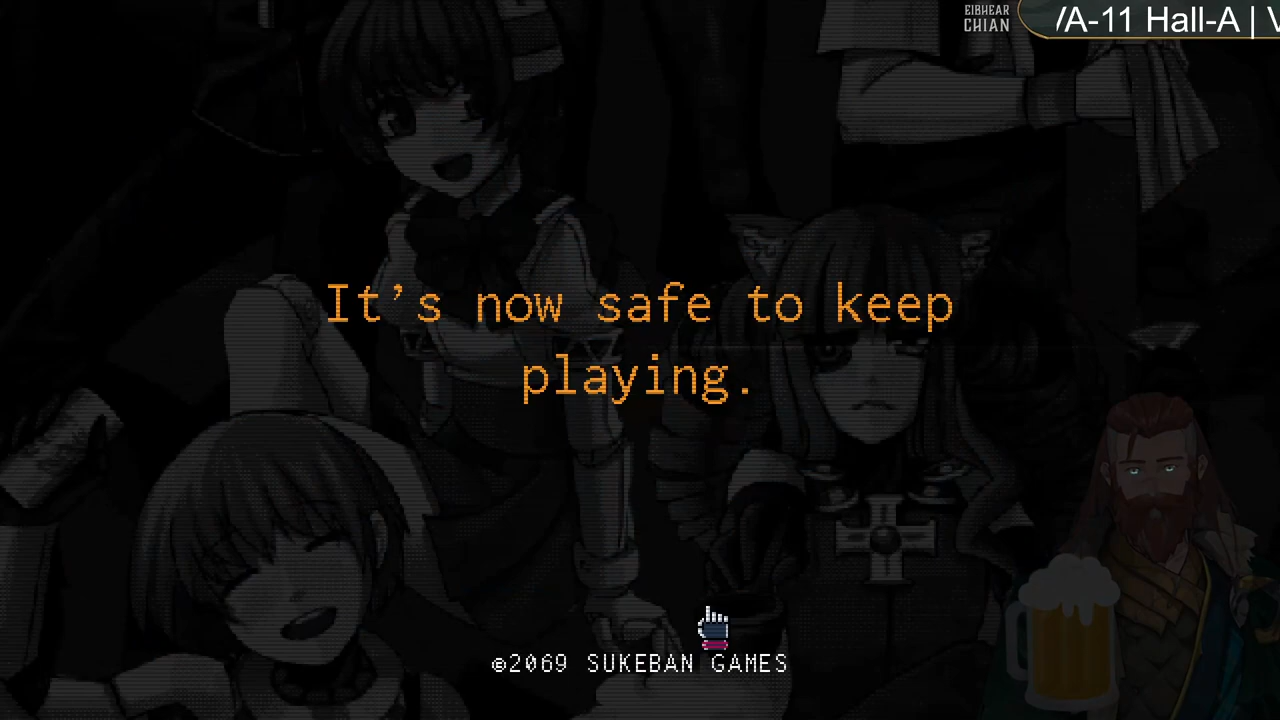 EIBHEAR
CHIAN
/A-11 Hall-A | V
It's now safe to keep
playing.
©2069 SUKEBAN GAMES